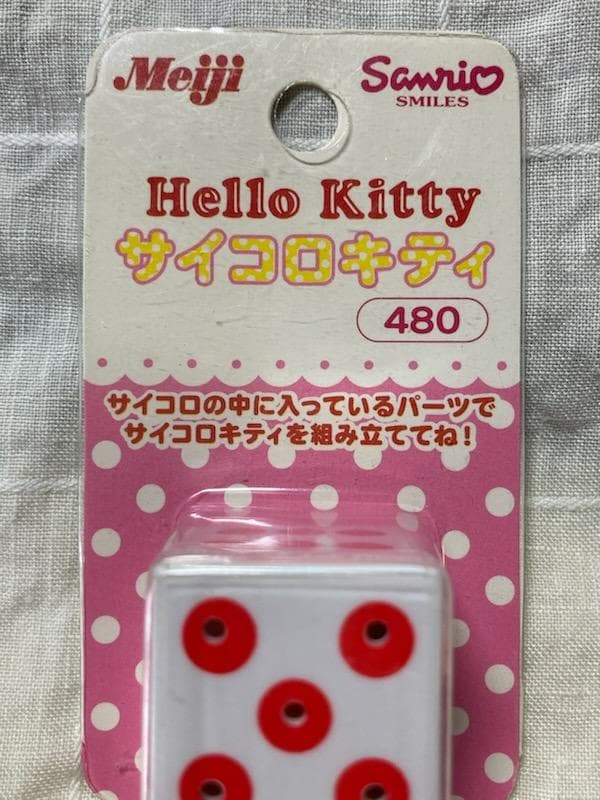 Meiji
Sanrio
SMILES
Hello Kitty
サイコロキティ
480
サイコロの中に入っているパーツで
サイコロキティを組み立ててね!